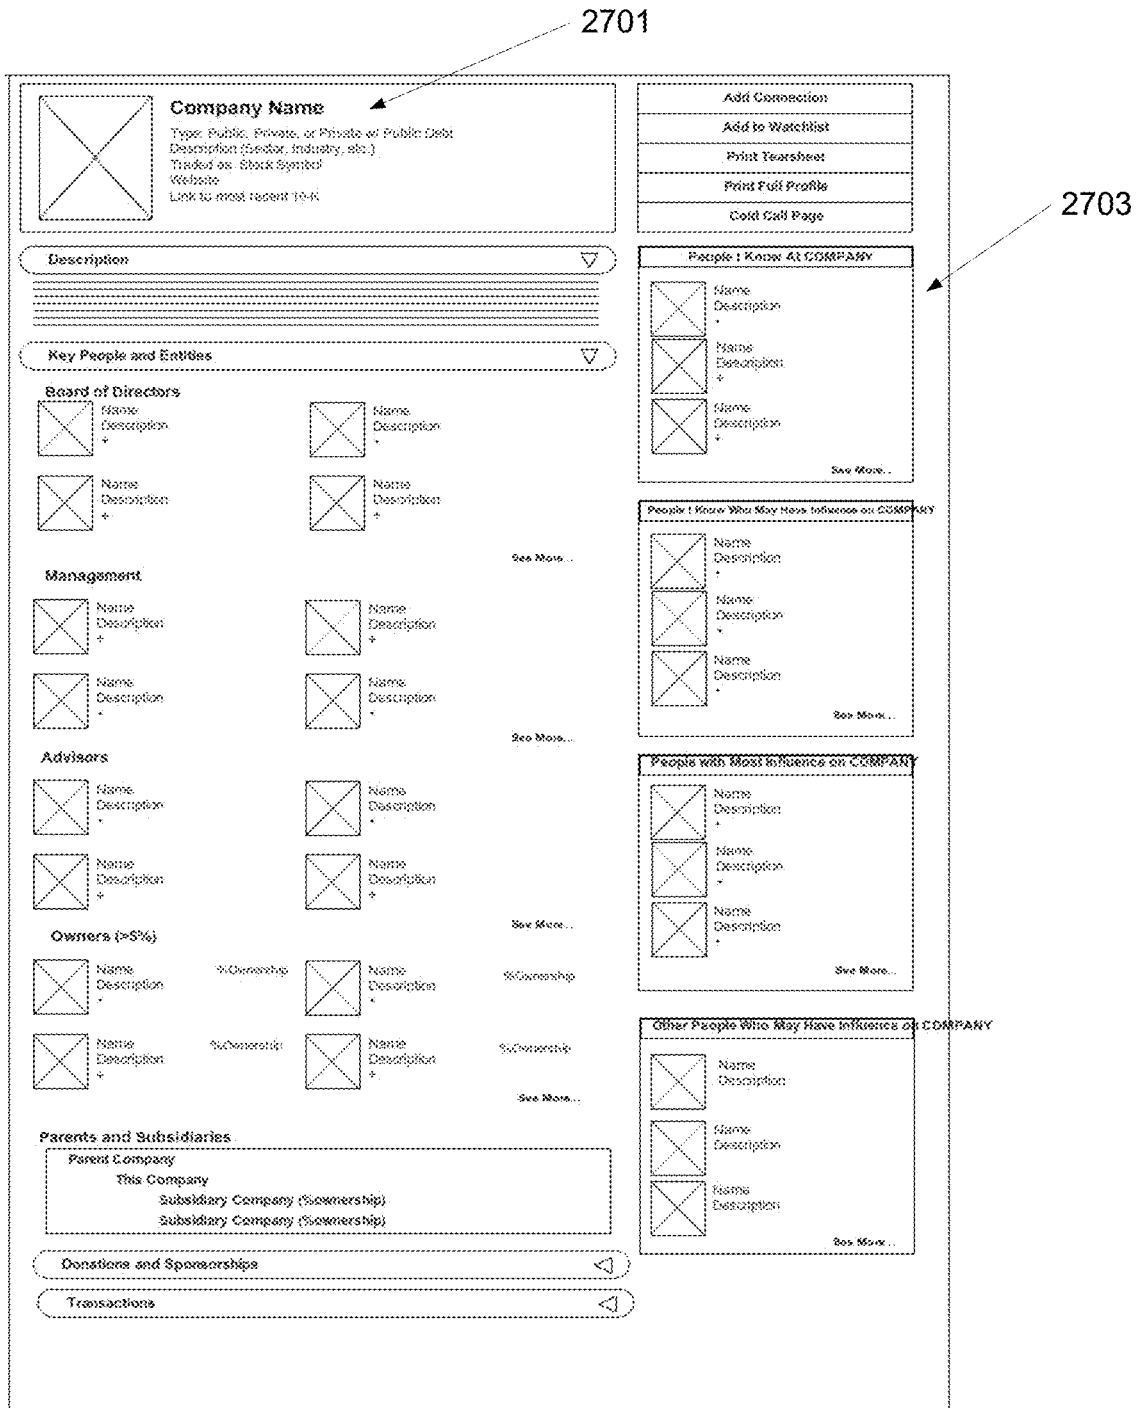 2701
Company Name
Type: Public, Private, or Private w/ Public Debt
Description (Sector, Industry, etc.)
Traded as: Stock Symbol
Website
Link to most recent 10-K
Add Connection
Add to Watchlist
Print Tearsheet
Print Full Profile
Cold Call Page
2703
Description
Key People and Entities
Board of Directors
Name
Description
+
Name
Description
+
Name
Description
+
Name
Description
+
See More...
Management
Name
Description
+
Name
Description
+
Name
Description
+
Name
Description
+
See More...
Advisors
Name
Description
+
Name
Description
+
Name
Description
+
Name
Description
+
See More...
Owners (>5%)
Name
Description
+
%Ownership
Name
Description
+
%Ownership
Name
Description
+
%Ownership
Name
Description
+
%Ownership
See More...
Parents and Subsidiaries
Parent Company
This Company
Subsidiary Company (%ownership)
Subsidiary Company (%ownership)
Donations and Sponsorships
Transactions
People I Know At COMPANY
Name
Description
+
Name
Description
+
Name
Description
+
See More...
People I Know Who May Have Influence on COMPANY
Name
Description
+
Name
Description
+
Name
Description
+
See More...
People with Most Influence on COMPANY
Name
Description
+
Name
Description
+
Name
Description
+
See More...
Other People Who May Have Influence on COMPANY
Name
Description
Name
Description
Name
Description
See More...